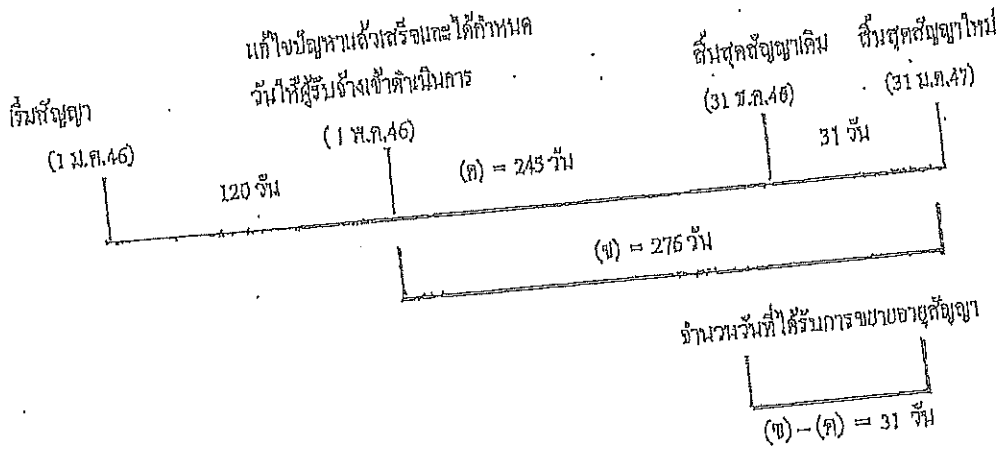 แก้ไขปัญหาแล้วเสร็จและได้กำหนด
วันให้ผู้รับจ้างเข้าดำเนินการ
(1 พ.ค.46)
เริ่มสัญญา
(1 ม.ค.46)
สิ้นสุดสัญญาเดิม
(31 ธ.ค.46)
สิ้นสุดสัญญาใหม่
(31 ม.ค.47)
120 วัน
(ค) = 245 วัน
31 วัน
(ข) = 276 วัน
จำนวนวันที่ได้รับการขยายอายุสัญญา
(ข) – (ค) = 31 วัน